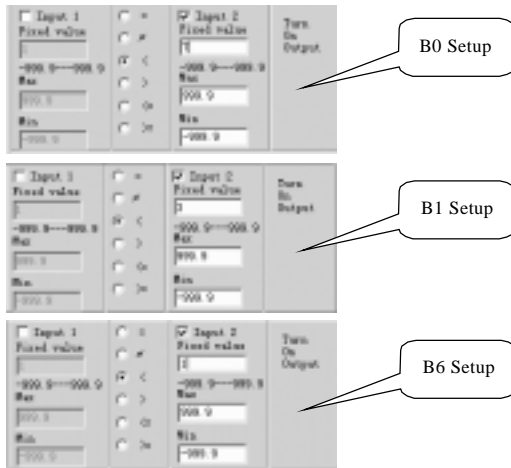 Input 1
Fixed value
-999.9---999.9
Max
999.9
Min
-999.9
=
≠
<
>
<=
>=
Input 2
Fixed value
-999.9---999.9
Max
999.9
Min
-999.9
Turn
On
Output
B0 Setup
Input 1
Fixed value
-999.9---999.9
Max
999.9
Min
-999.9
=
≠
<
>
<=
>=
Input 2
Fixed value
-999.9---999.9
Max
999.9
Min
-999.9
Turn
On
Output
B1 Setup
Input 1
Fixed value
-999.9---999.9
Max
999.9
Min
-999.9
=
≠
<
>
<=
>=
Input 2
Fixed value
-999.9---999.9
Max
999.9
Min
-999.9
Turn
On
Output
B6 Setup